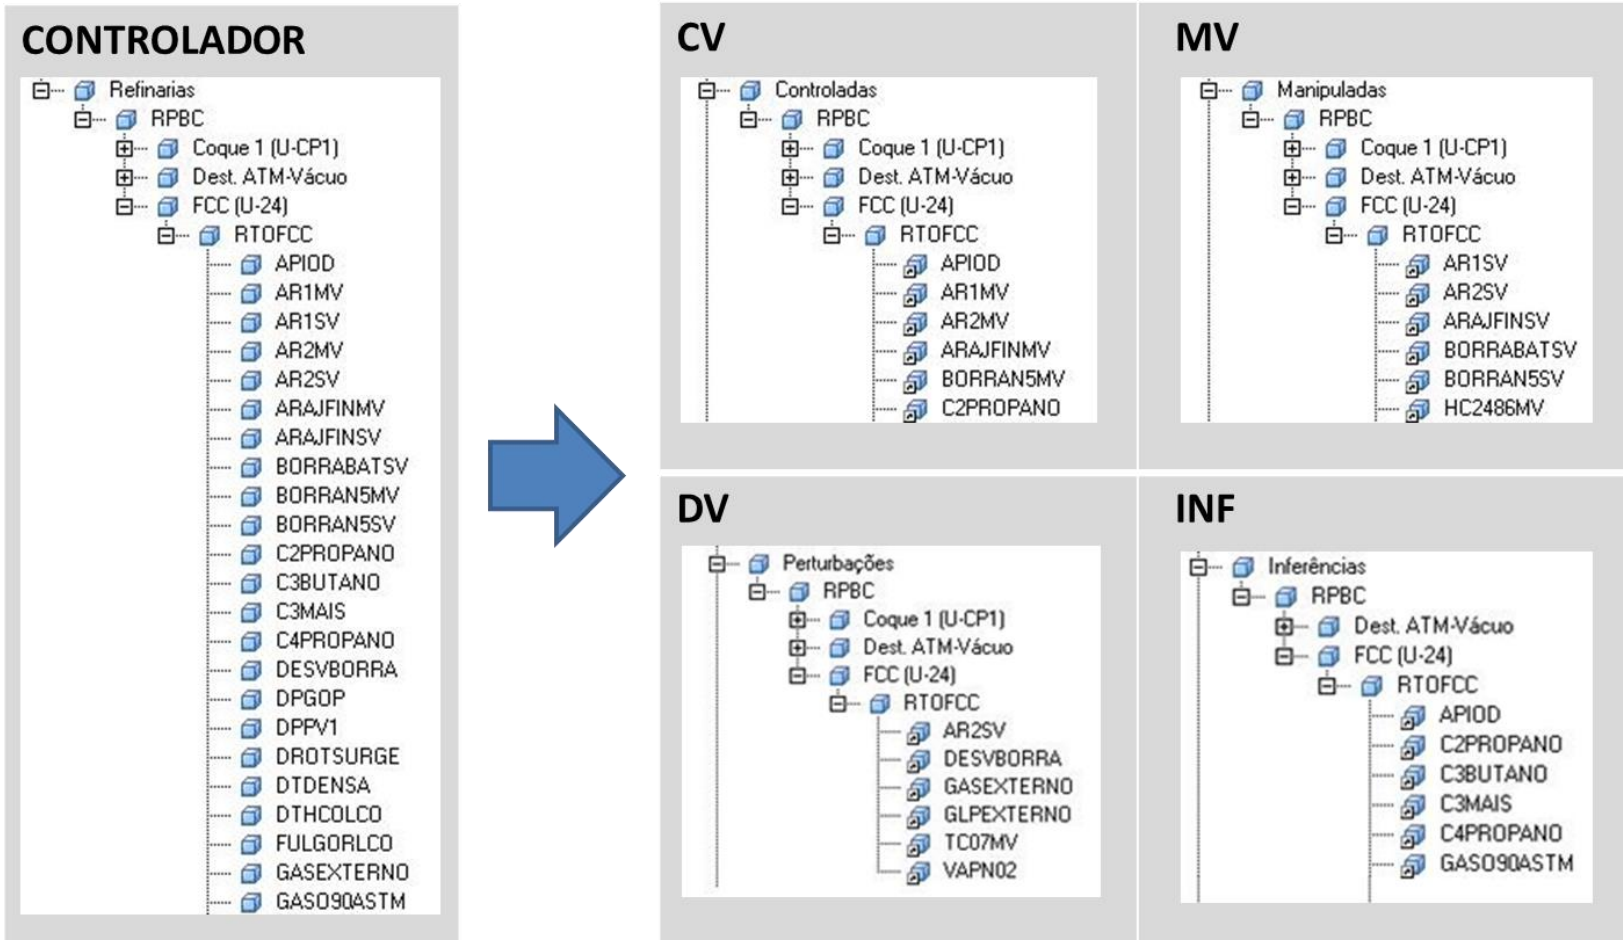 CONTROLADOR
Refinarias
RPBC
Coque 1 (U-CP1)
Dest. ATM-Vácuo
FCC (U-24)
RTOFCC
APIOD
AR1MV
AR1SV
AR2MV
AR2SV
ARAJFINMV
ARAJFINSV
BORRABATSV
BORRAN5MV
BORRAN5SV
C2PROPANO
C3BUTANO
C3MAIS
C4PROPANO
DESVBORRA
DPGOP
DPPV1
DROTSURGE
DTDENSA
DTHCOLCO
FULGORLCO
GASEXTERNO
GASO90ASTM
CV
Controladas
RPBC
Coque 1 (U-CP1)
Dest. ATM-Vácuo
FCC (U-24)
RTOFCC
APIOD
AR1MV
AR2MV
ARAJFINMV
BORRAN5MV
C2PROPANO
MV
Manipuladas
RPBC
Coque 1 (U-CP1)
Dest. ATM-Vácuo
FCC (U-24)
RTOFCC
AR1SV
AR2SV
ARAJFINSV
BORRABATSV
BORRAN5SV
HC2486MV
DV
Perturbações
RPBC
Coque 1 (U-CP1)
Dest. ATM-Vácuo
FCC (U-24)
RTOFCC
AR2SV
DESVBORRA
GASEXTERNO
GLPEXTERNO
TC07MV
VAPN02
INF
Inferências
RPBC
Dest. ATM-Vácuo
FCC (U-24)
RTOFCC
APIOD
C2PROPANO
C3BUTANO
C3MAIS
C4PROPANO
GASO90ASTM